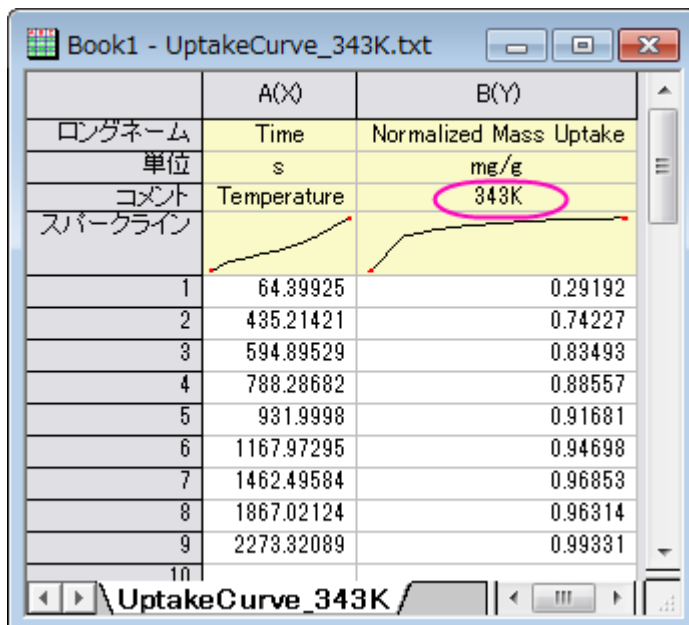 Book1 - UptakeCurve_343K.txt
A(X) B(Y)
ロングネーム Time Normalized Mass Uptake
単位 s mg/g
コメント Temperature 343K
スパークライン
1 64.39925 0.29192
2 435.21421 0.74227
3 594.89529 0.83493
4 788.28682 0.88557
5 931.9998 0.91681
6 1167.97295 0.94698
7 1462.49584 0.96853
8 1867.02124 0.96314
9 2273.32089 0.99331
10
UptakeCurve_343K